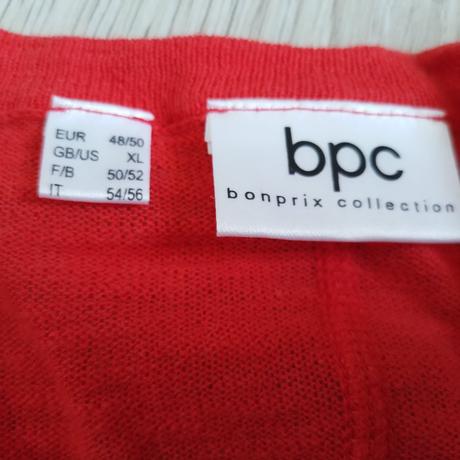 EUR 48/50
GB/US XL
F/B 50/52
IT 54/56
bpc
bonprix collection